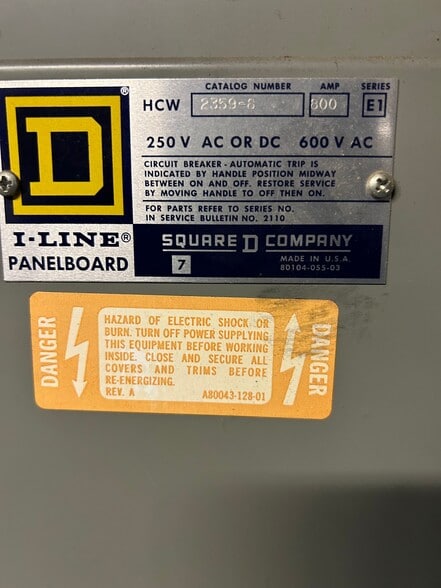 CATALOG NUMBER AMP SERIES
HCW 2359-8 800 E1
250 V AC OR DC 600 V AC
CIRCUIT BREAKER - AUTOMATIC TRIP IS
INDICATED BY HANDLE POSITION MIDWAY
BETWEEN ON AND OFF. RESTORE SERVICE
BY MOVING HANDLE TO OFF THEN ON.
FOR PARTS REFER TO SERIES NO.
IN SERVICE BULLETIN NO. 2110
D
®
I-LINE®
PANELBOARD
SQUARE D COMPANY
7
MADE IN U.S.A.
80104-055-03
DANGER
HAZARD OF ELECTRIC SHOCK OR
BURN. TURN OFF POWER SUPPLYING
THIS EQUIPMENT BEFORE WORKING
INSIDE. CLOSE AND SECURE ALL
COVERS AND TRIMS BEFORE
RE-ENERGIZING.
REV. A A80043-128-01
DANGER